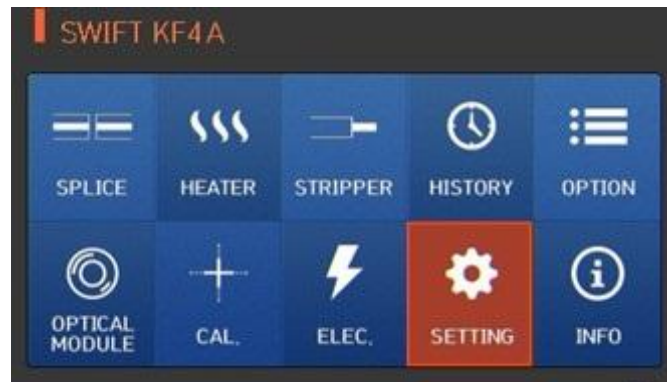 SWIFT KF4A
SPLICE
HEATER
STRIPPER
HISTORY
OPTION
OPTICAL
MODULE
CAL.
ELEC.
SETTING
INFO